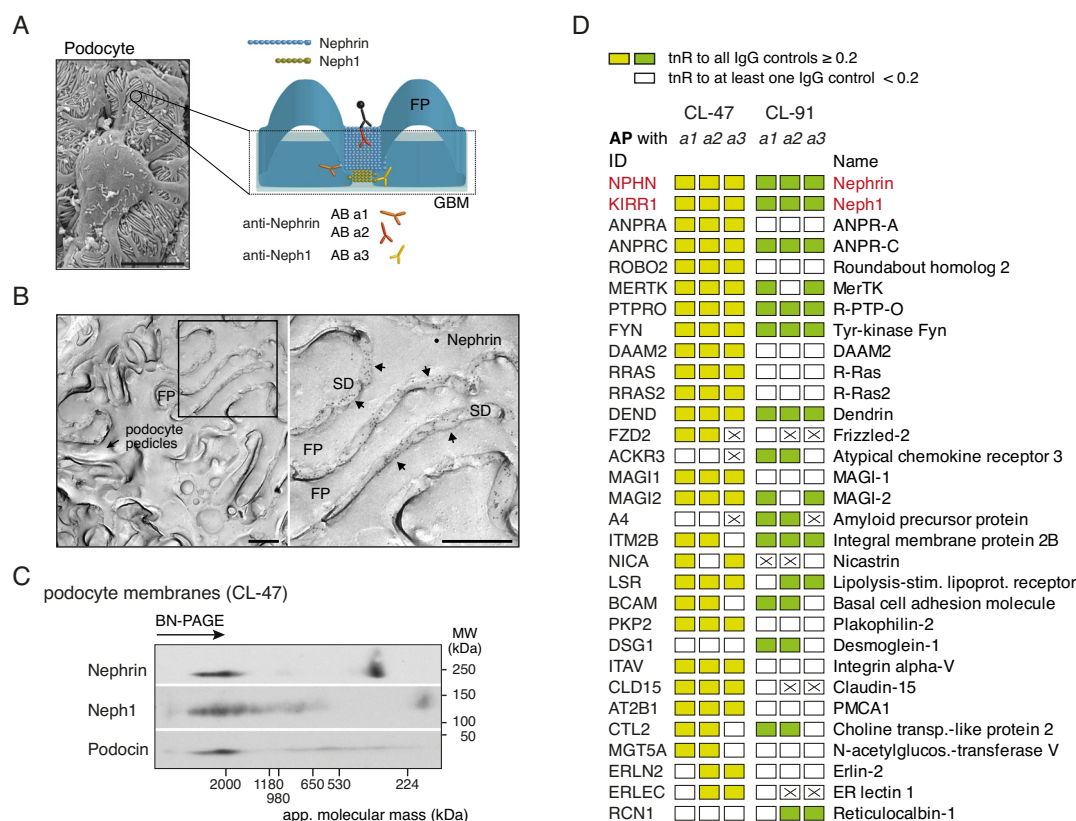 A
Podocyte
Nephrin
Neph1
FP
GBM
anti-Nephrin
AB a1
AB a2
anti-Neph1
AB a3
B
FP
podocyte
pedicles
Nephrin
SD
SD
FP
FP
C
podocyte membranes (CL-47)
BN-PAGE
MW
(kDa)
Nephrin
250
Neph1
150
100
Podocin
50
2000
1180
980
650
530
224
app. molecular mass (kDa)
D
tnR to all IgG controls ≥ 0.2
tnR to at least one IgG control < 0.2
CL-47 CL-91
AP with a1 a2 a3 a1 a2 a3
ID Name
NPHN Nephrin
KIRR1 Neph1
ANPRA ANPR-A
ANPRC ANPR-C
ROBO2 Roundabout homolog 2
MERTK MerTK
PTPRO R-PTP-O
FYN Tyr-kinase Fyn
DAAM2 DAAM2
RRAS R-Ras
RRAS2 R-Ras2
DEND Dendrin
FZD2 Frizzled-2
ACKR3 Atypical chemokine receptor 3
MAGI1 MAGI-1
MAGI2 MAGI-2
A4 Amyloid precursor protein
ITM2B Integral membrane protein 2B
NICA Nicastrin
LSR Lipolysis-stim. lipoprot. receptor
BCAM Basal cell adhesion molecule
PKP2 Plakophilin-2
DSG1 Desmoglein-1
ITAV Integrin alpha-V
CLD15 Claudin-15
AT2B1 PMCA1
CTL2 Choline transp.-like protein 2
MGT5A N-acetylglucos.-transferase V
ERLN2 Erlin-2
ERLEC ER lectin 1
RCN1 Reticulocalbin-1